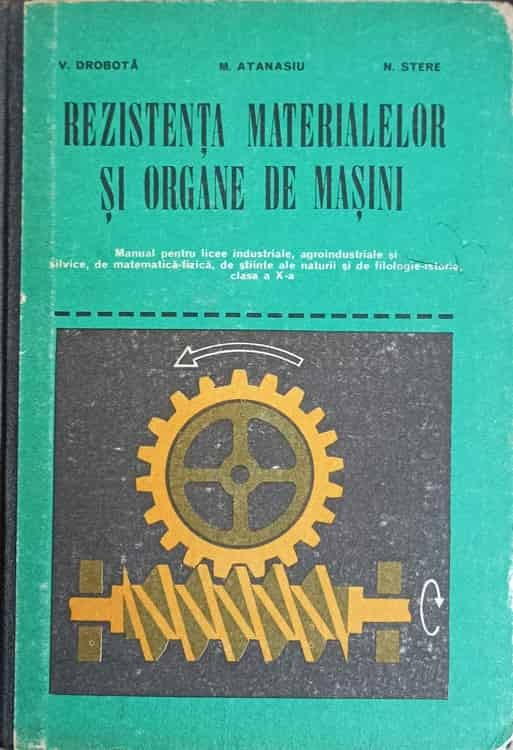 V. DROBOTĂ M. ATANASIU N. STERE
REZISTENȚA MATERIALELOR
ȘI ORGANE DE MAȘINI
Manual pentru licee industriale, agroindustriale și
silvice, de matematică-fizică, de științe ale naturii și de filologie-istorie,
clasa a X-a